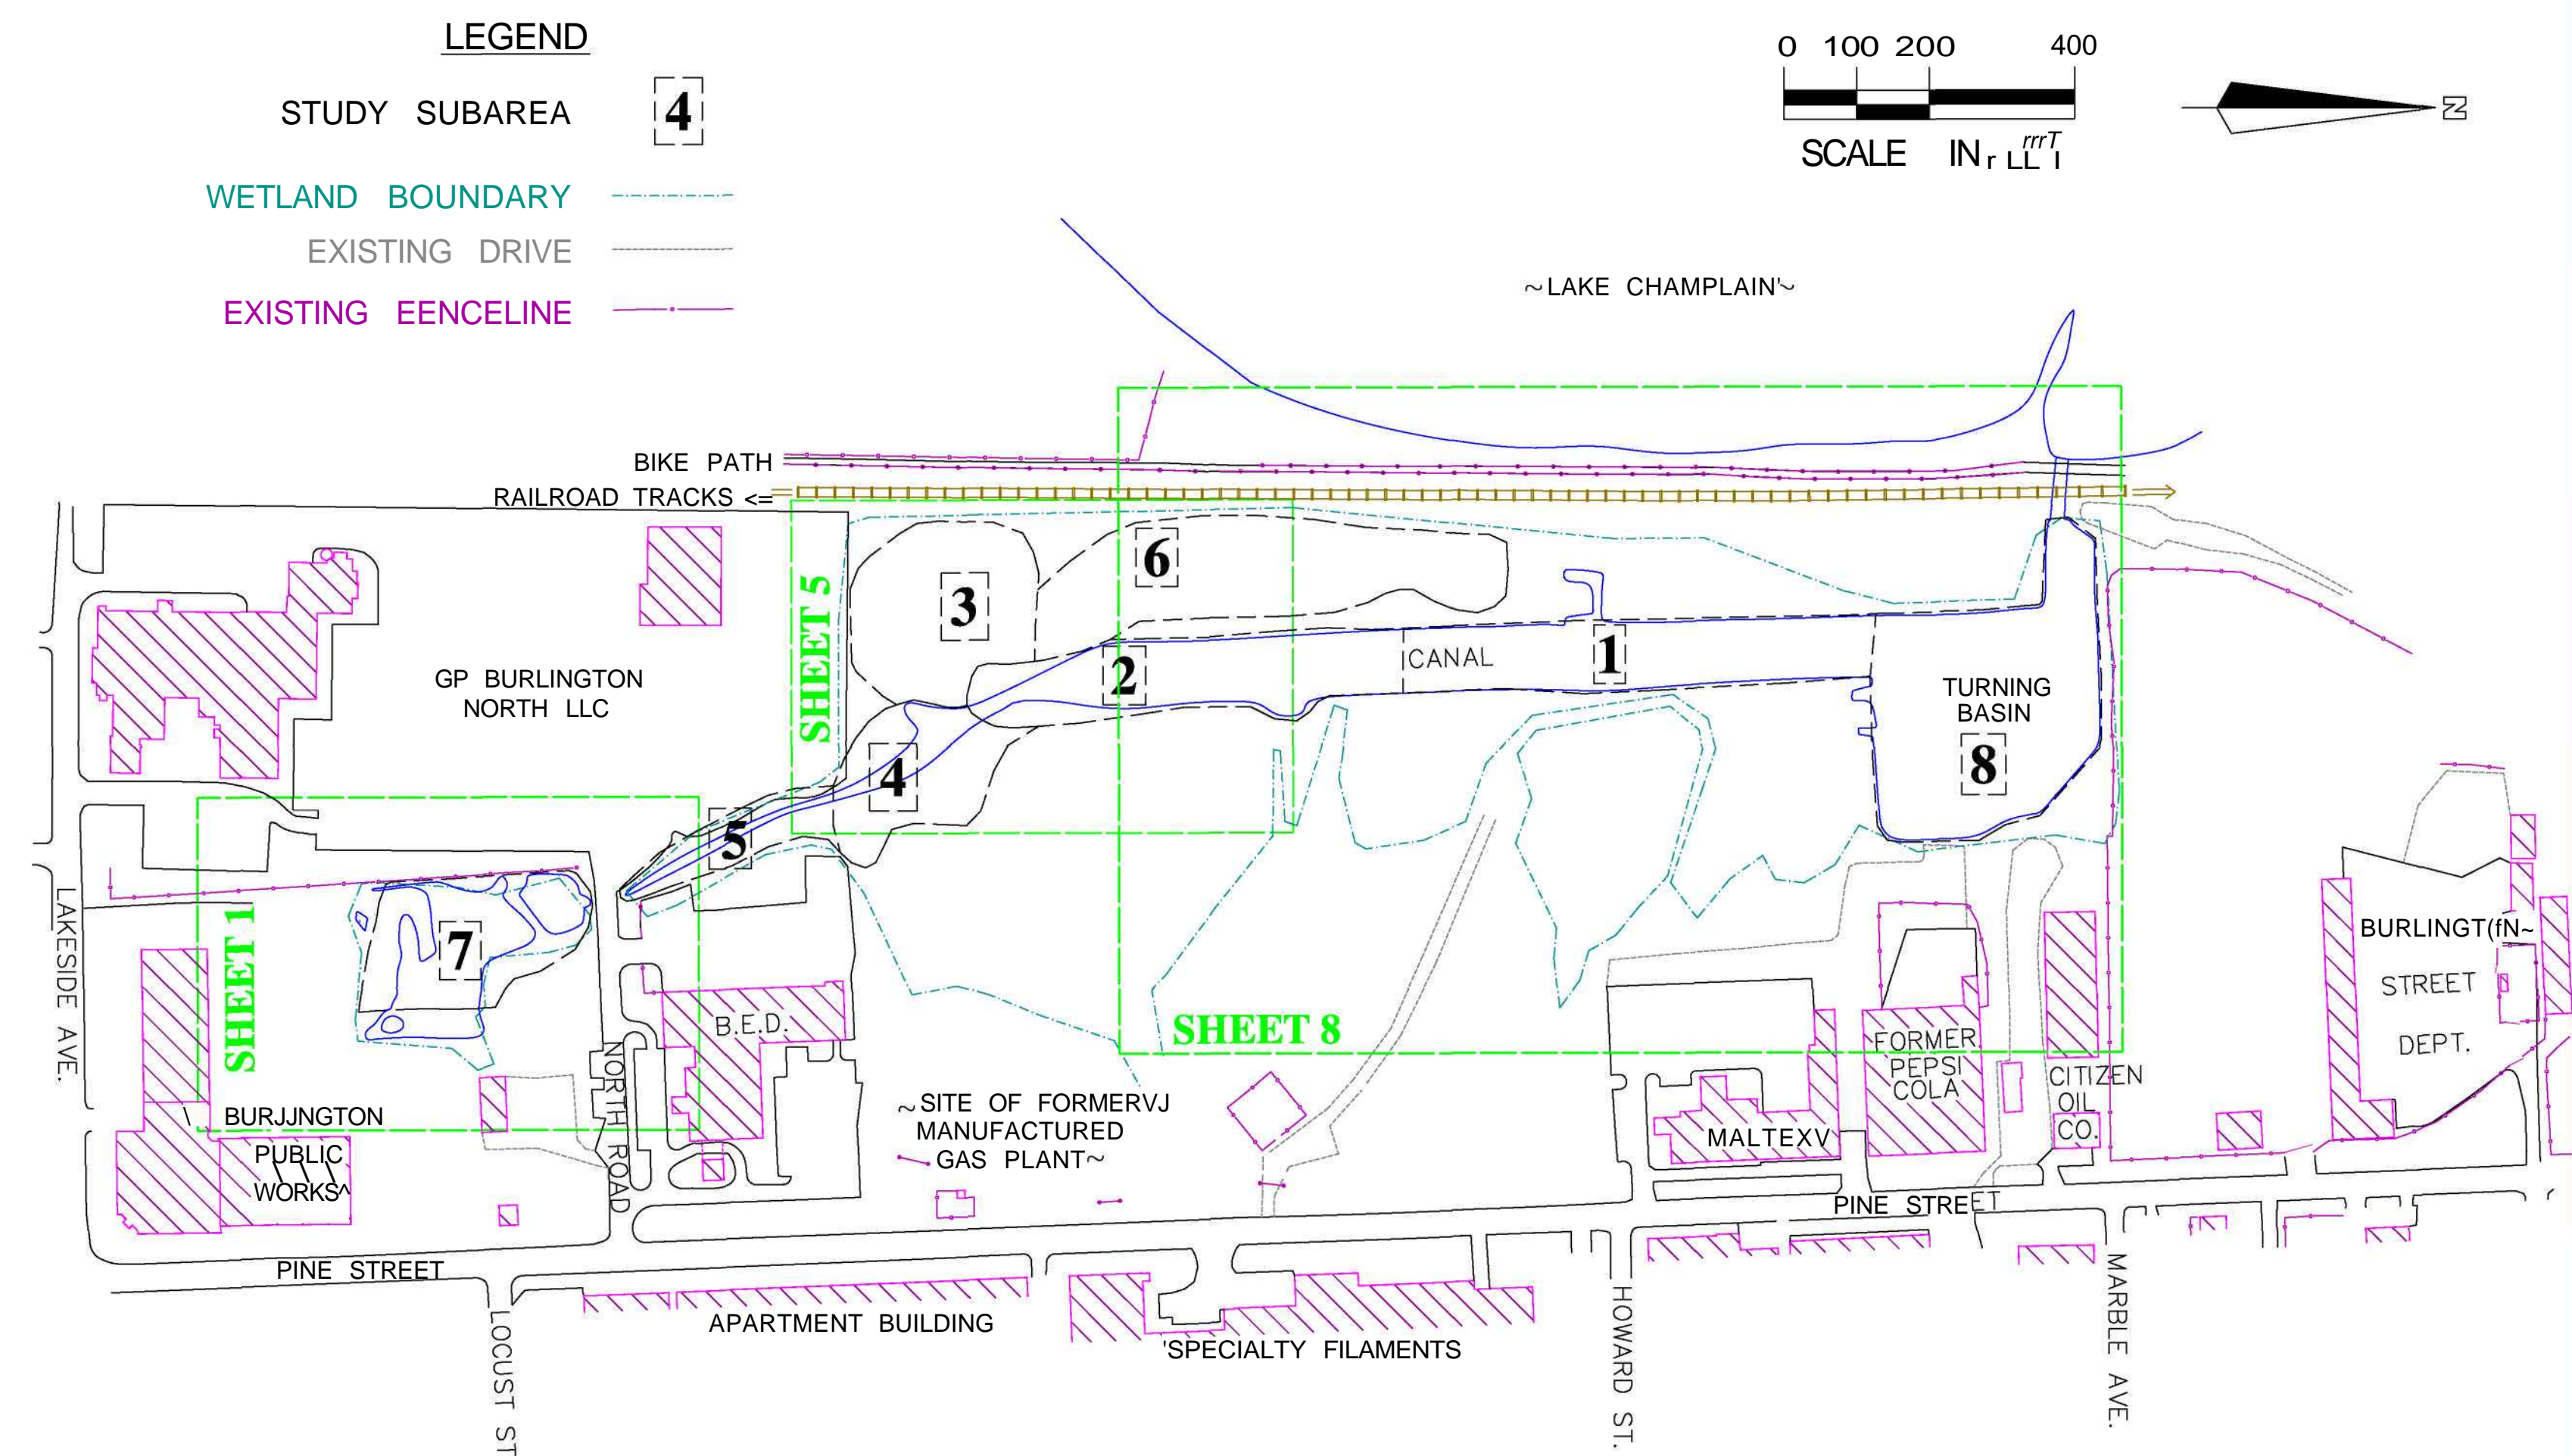 LEGEND
STUDY SUBAREA 4
WETLAND BOUNDARY
EXISTING DRIVE
EXISTING EENCELINE
0 100 200 400
SCALE IN
N
~LAKE CHAMPLAIN'~
BIKE PATH
RAILROAD TRACKS <=
SHEET 5
3
6
GP BURLINGTON
NORTH LLC
2
CANAL
1
TURNING
BASIN
8
4
5
SHEET 1
7
LAKESIDE AVE.
BURLINGT(fN~
STREET
DEPT.
B.E.D.
SHEET 8
FORMER
PEPSI
COLA
CITIZEN
OIL
CO.
NORTH ROAD
BURJJNGTON
PUBLIC
WORKS^
~SITE OF FORMERVJ
MANUFACTURED
GAS PLANT~
MALTEXV
PINE STREET
PINE STREET
LOCUST ST
APARTMENT BUILDING
'SPECIALTY FILAMENTS
HOWARD ST.
MARBLE AVE.